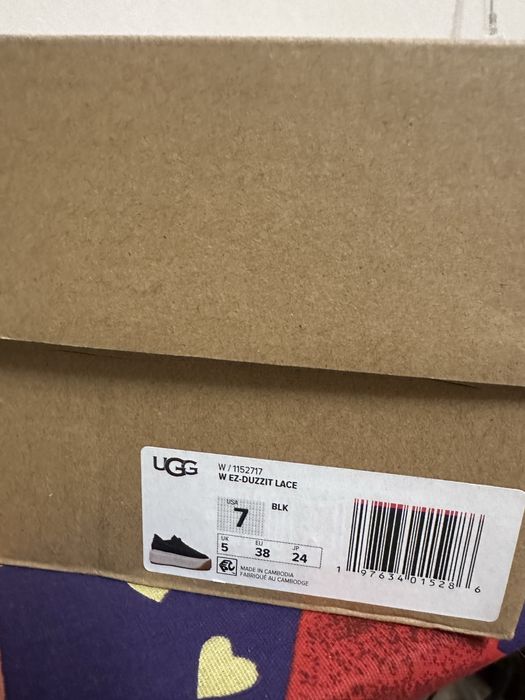 UGG
W / 1152717
W EZ-DUZZIT LACE
USA
7
BLK
UK
5
EU
38
JP
24
MADE IN CAMBODIA
FABRIQUÉ AU CAMBODGE
1 97634 01528 6